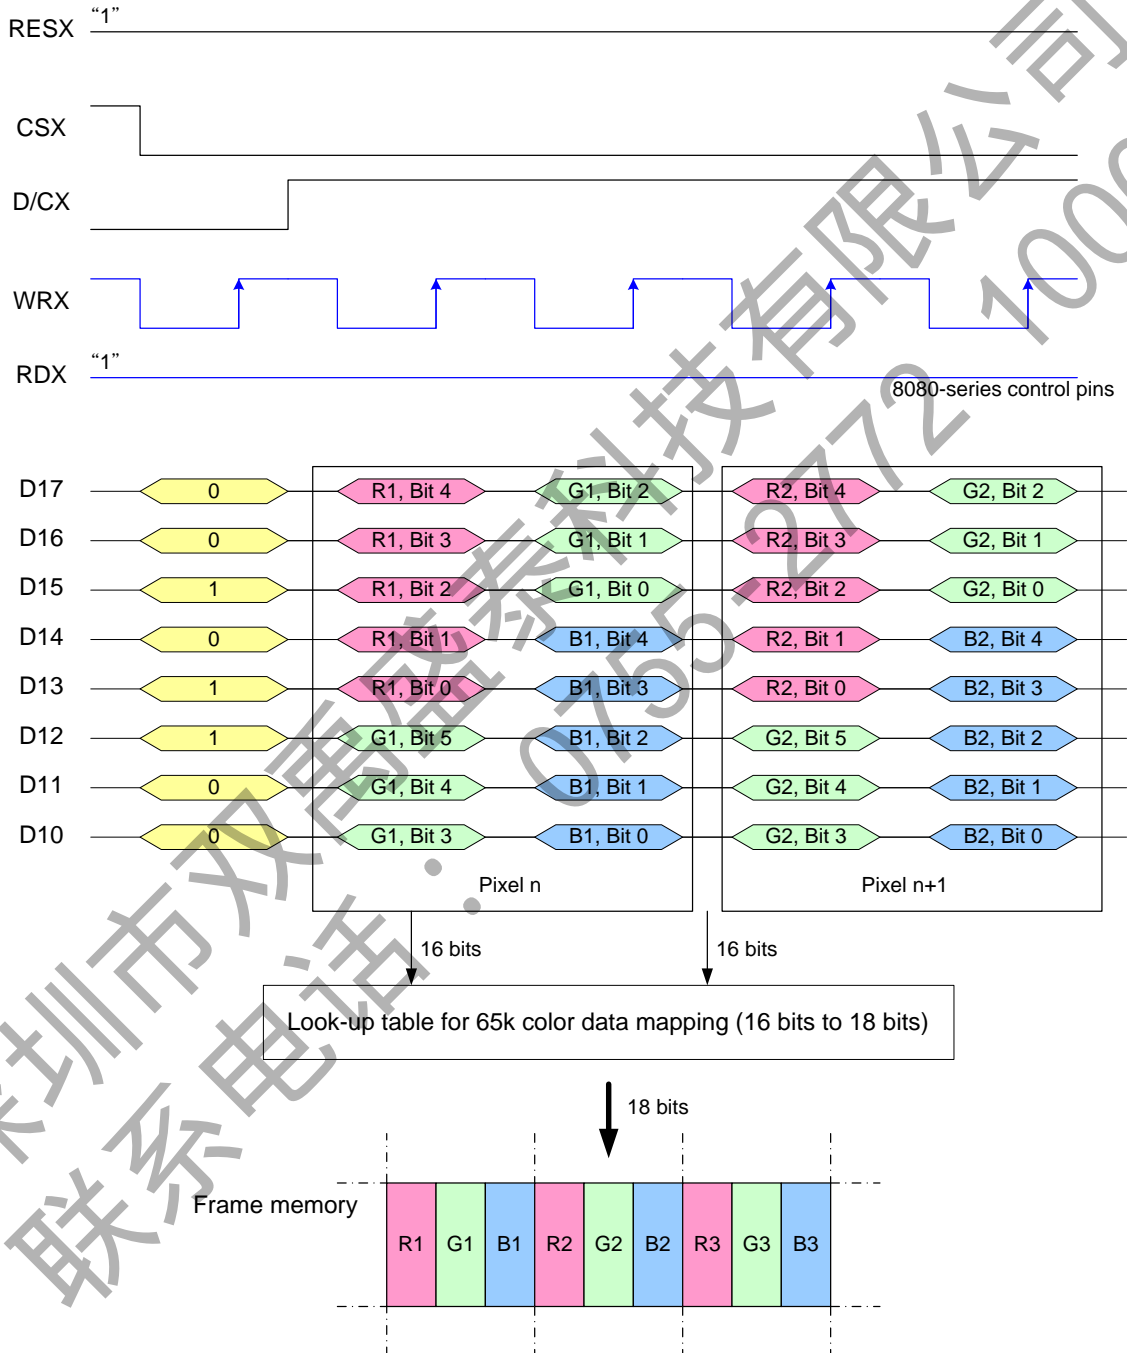 RESX “1”
CSX
D/CX
WRX
RDX “1”
8080-series control pins
D17 0 R1, Bit 4 G1, Bit 2 R2, Bit 4 G2, Bit 2
D16 0 R1, Bit 3 G1, Bit 1 R2, Bit 3 G2, Bit 1
D15 1 R1, Bit 2 G1, Bit 0 R2, Bit 2 G2, Bit 0
D14 0 R1, Bit 1 B1, Bit 4 R2, Bit 1 B2, Bit 4
D13 1 R1, Bit 0 B1, Bit 3 R2, Bit 0 B2, Bit 3
D12 1 G1, Bit 5 B1, Bit 2 G2, Bit 5 B2, Bit 2
D11 0 G1, Bit 4 B1, Bit 1 G2, Bit 4 B2, Bit 1
D10 0 G1, Bit 3 B1, Bit 0 G2, Bit 3 B2, Bit 0
Pixel n Pixel n+1
16 bits 16 bits
Look-up table for 65k color data mapping (16 bits to 18 bits)
18 bits
Frame memory
R1 G1 B1 R2 G2 B2 R3 G3 B3
深圳市双禹盛泰科技有限公司
联系电话：0755-2772 100